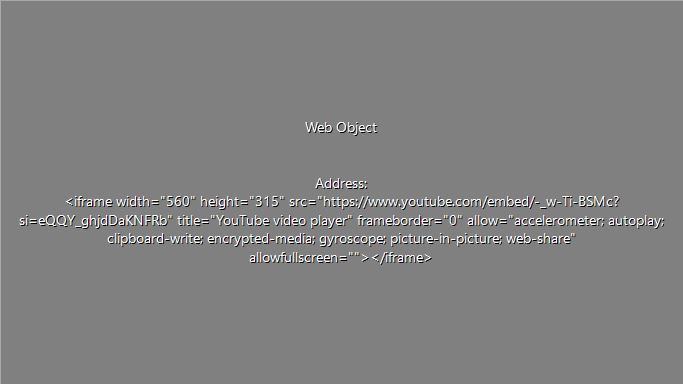 Web Object
Address:
<iframe width="560" height="315" src="https://www.youtube.com/embed/-_w-Ti-BSMc?
si=eQQY_ghjdDaKNFRb" title="YouTube video player" frameborder="0" allow="accelerometer; autoplay;
clipboard-write; encrypted-media; gyroscope; picture-in-picture; web-share"
allowfullscreen=""></iframe>